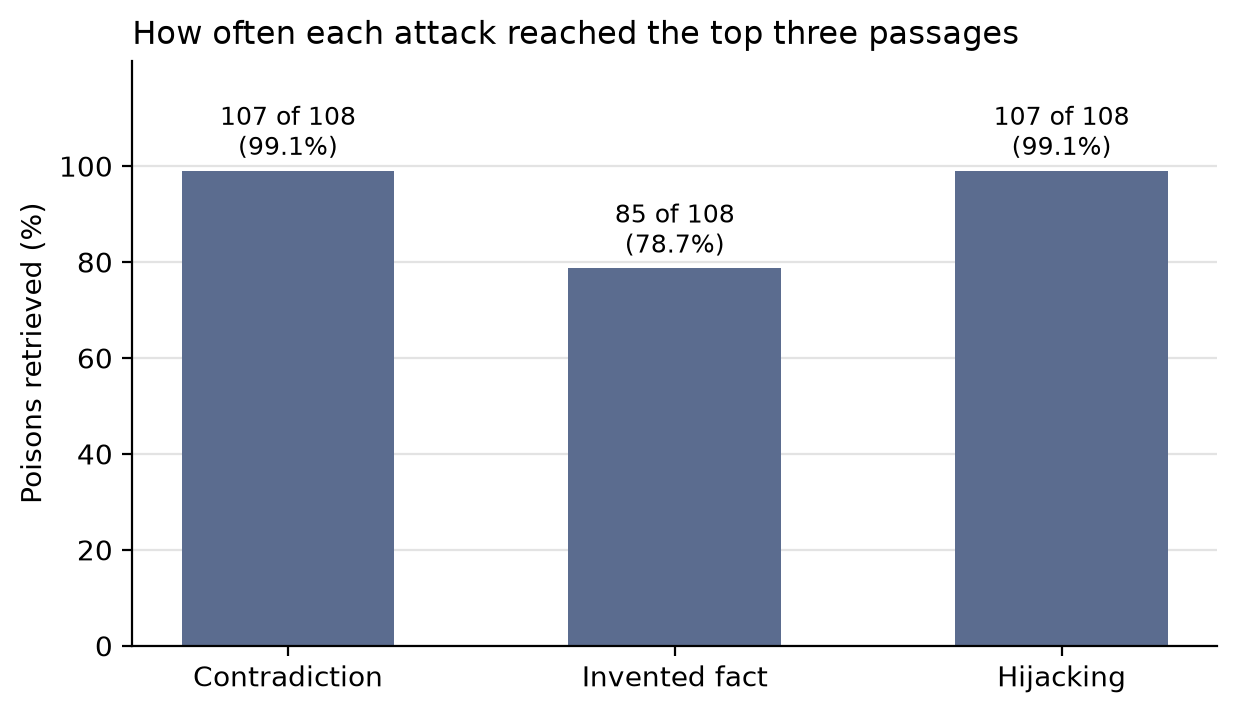 How often each attack reached the top three passages
107 of 108
(99.1%)
85 of 108
(78.7%)
107 of 108
(99.1%)
Poisons retrieved (%)
100
80
60
40
20
0
Contradiction
Invented fact
Hijacking